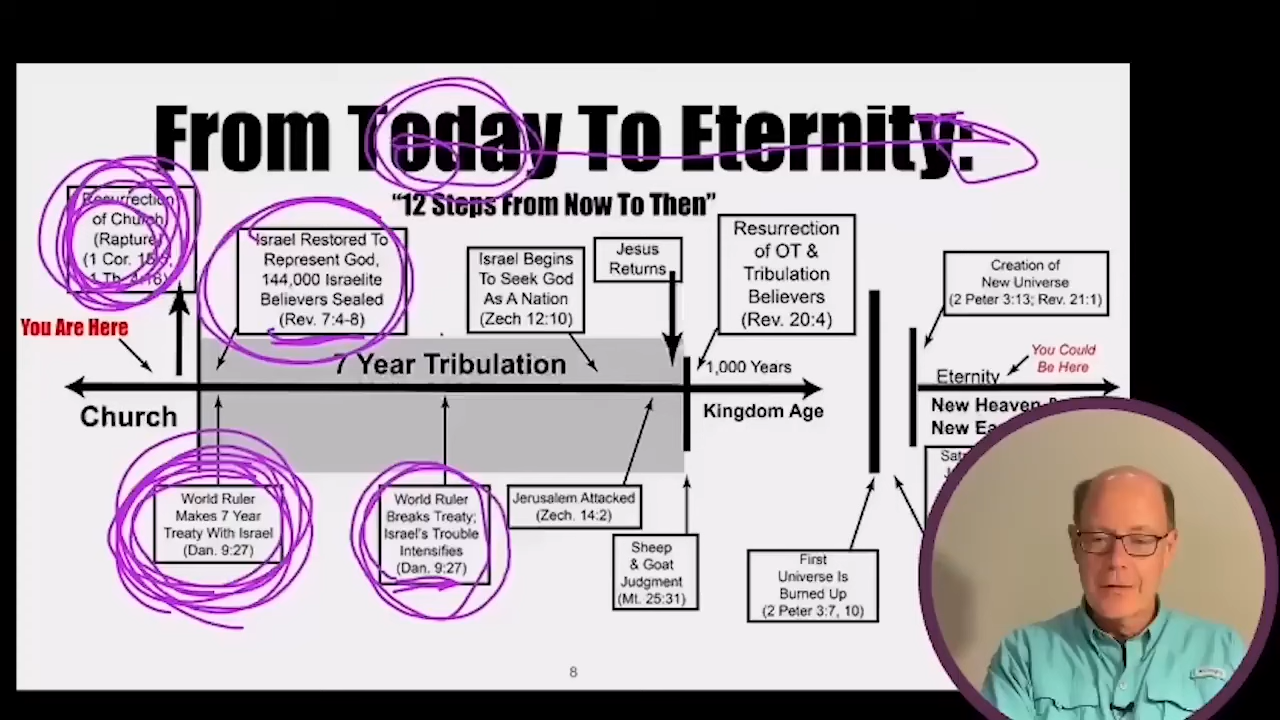 From Today To Eternity:
"12 Steps From Now To Then"
Resurrection
of Church
(Rapture)
(1 Cor.
You Are Here
Israel Restored To
Represent God,
144,000 Israelite
Believers Sealed
(Rev. 7:4-8)
Israel Begins
To Seek God
As A Nation
(Zech 12:10)
Jesus
Returns
Resurrection
of OT &
Tribulation
Believers
(Rev. 20:4)
Creation of
New Universe
(2 Peter 3:13; Rev. 21:1)
You Could
Be Here
7 Year Tribulation
1,000 Years
Eternity
Church
Kingdom Age
New Heaven
New
World Ruler
Makes 7 Year
Treaty With Israel
(Dan. 9:27)
World Ruler
Breaks Treaty;
Israel's Trouble
Intensifies
(Dan. 9:27)
Jerusalem Attacked
(Zech. 14:2)
Sheep
& Goat
Judgment
(Mt. 25:31)
First
Universe Is
Burned Up
(2 Peter 3:7, 10)
8